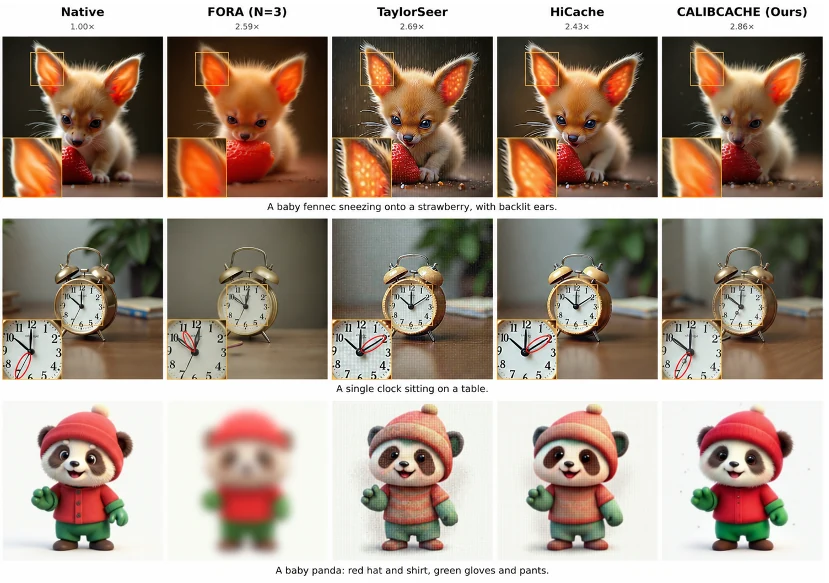 Native FORA (N=3) TaylorSeer HiCache CALIBCACHE (Ours)
1.00× 2.59× 2.69× 2.43× 2.86×
A baby fennec sneezing onto a strawberry, with backlit ears.
A single clock sitting on a table.
A baby panda: red hat and shirt, green gloves and pants.